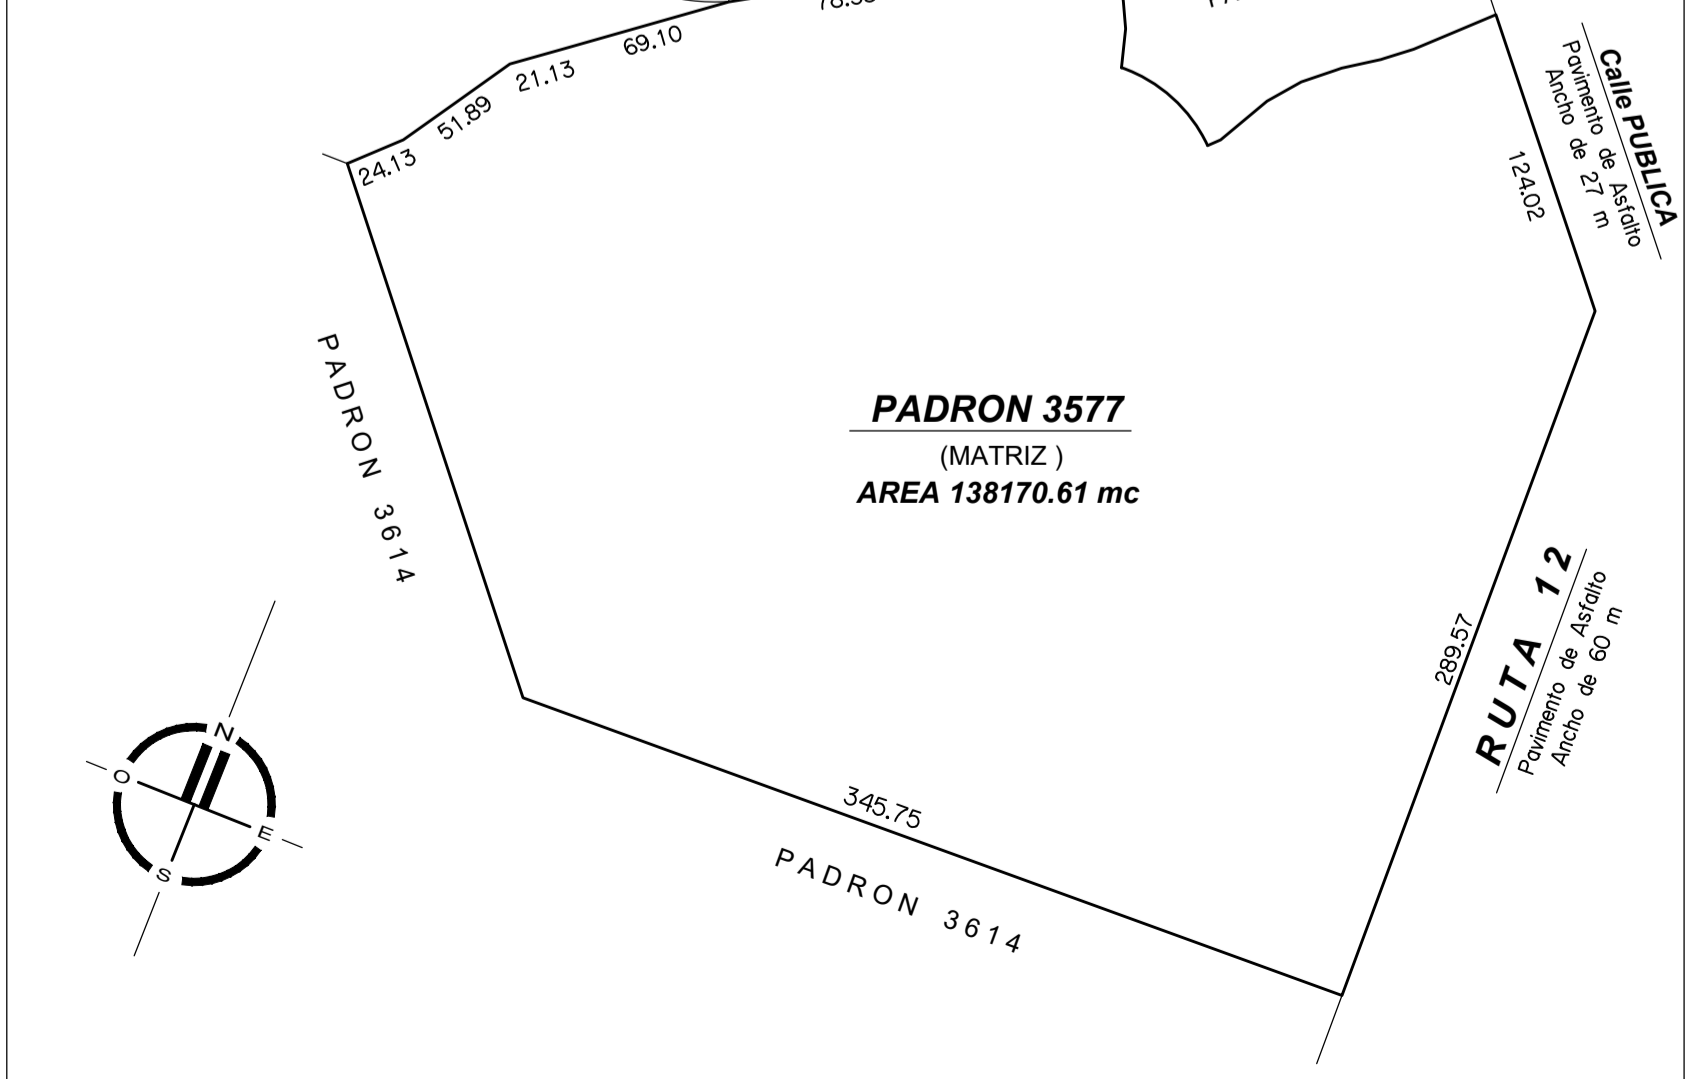 69.10
21.13
51.89
24.13
Calle PUBLICA
Pavimento de Asfalto
Ancho de 27 m
124.02
PADRON 3614
PADRON 3577
(MATRIZ )
AREA 138170.61 mc
RUTA 12
Pavimento de Asfalto
Ancho de 60 m
289.57
N
O
E
S
345.75
PADRON 3614